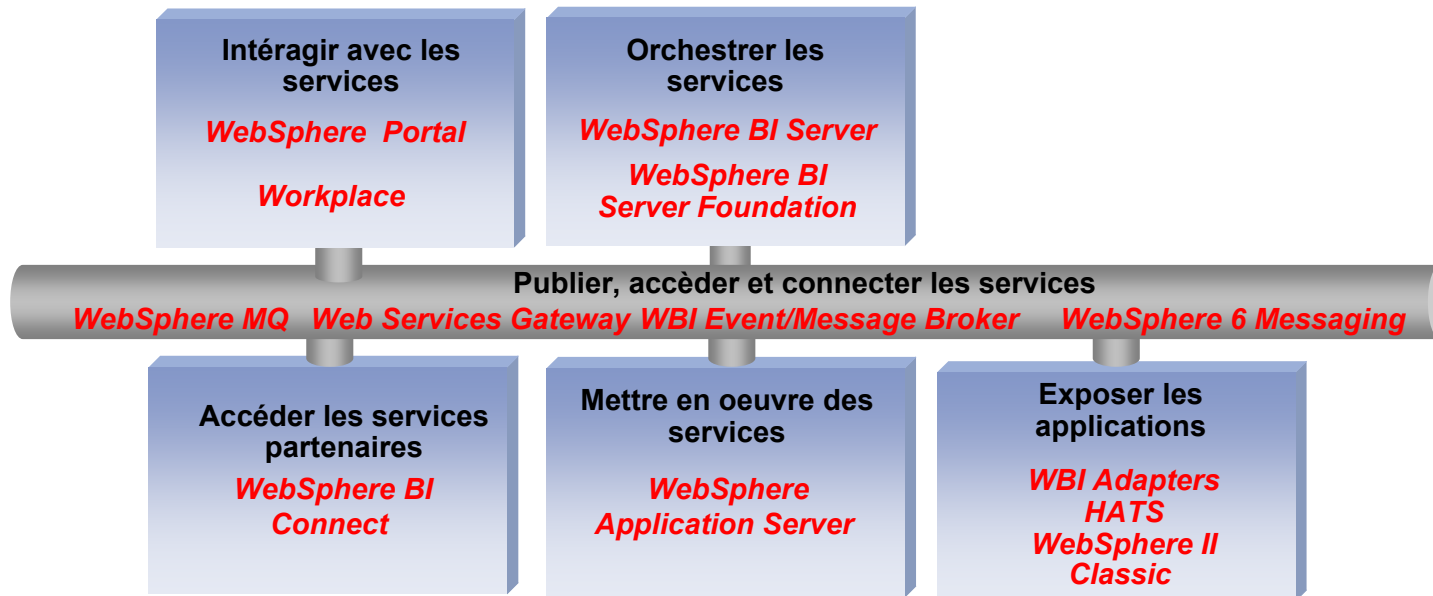 Intéragir avec les
services
WebSphere Portal
Workplace
Orchestrer les
services
WebSphere BI Server
WebSphere BI
Server Foundation
Publier, accèder et connecter les services
WebSphere MQ Web Services Gateway WBI Event/Message Broker WebSphere 6 Messaging
Accéder les services
partenaires
WebSphere BI
Connect
Mettre en oeuvre des
services
WebSphere
Application Server
Exposer les
applications
WBI Adapters
HATS
WebSphere II
Classic